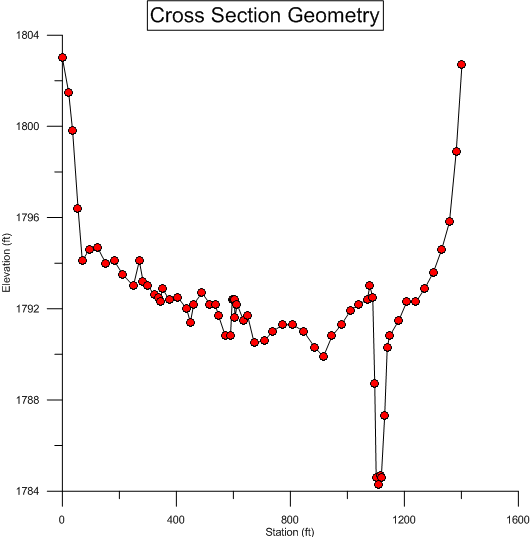 Cross Section Geometry
1804
1800
1796
1792
1788
1784
Elevation (ft)
0 400 800 1200 1600
Station (ft)